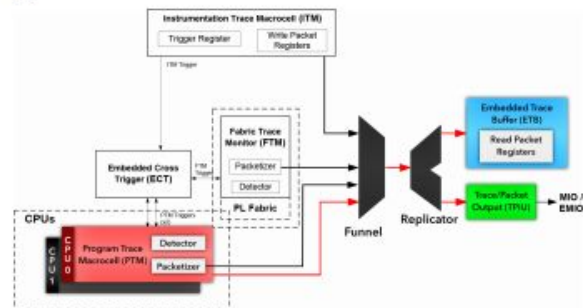 Instrumentation Trace Macrocell (ITM)
Trigger Register
Write Packet
Registers
ITM Trigger
Fabric Trace
Monitor (FTM)
Packetizer
Detector
PL Fabric
FTM
Trigger
Embedded Cross
Trigger (ECT)
PTM Triggers
CPUs
CPU1
CPU0
Program Trace
Macrocell (PTM)
Detector
Packetizer
Funnel
Replicator
Embedded Trace
Buffer (ETB)
Read Packet
Registers
Trace/Packet
Output (TPIU)
MIO /
EMIO